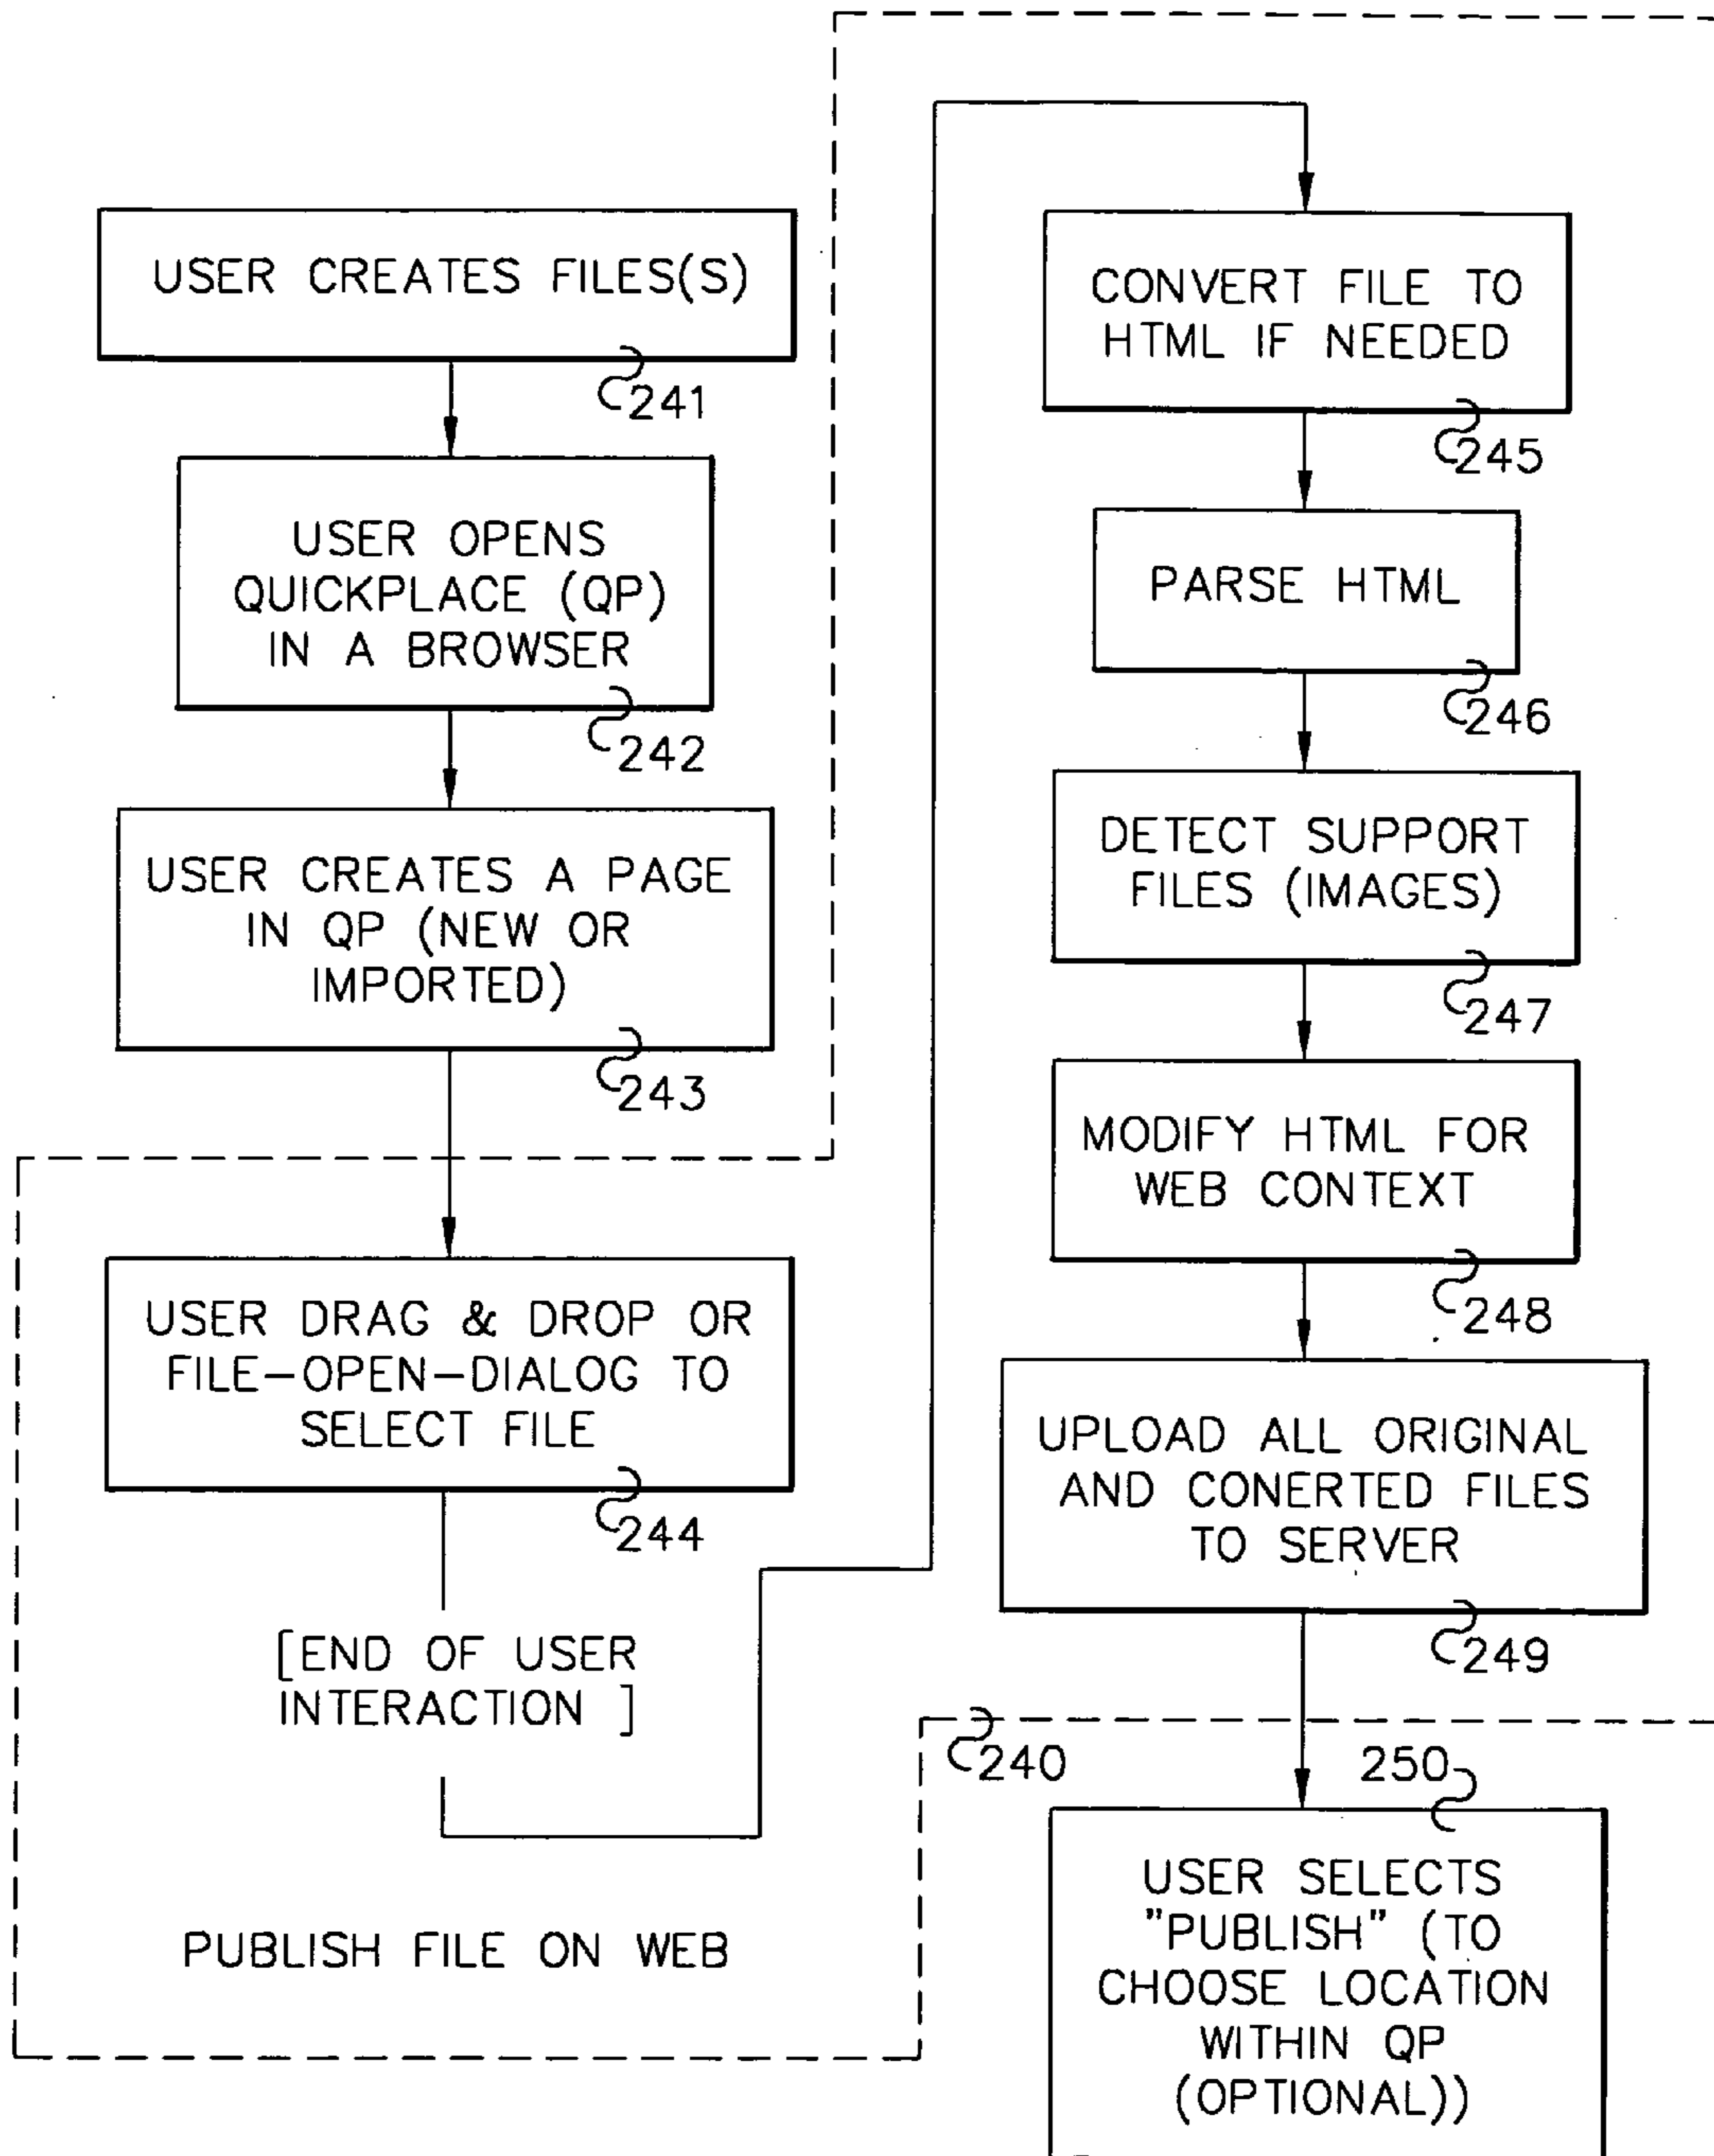 USER CREATES FILES(S)
241
USER OPENS
QUICKPLACE (QP)
IN A BROWSER
242
USER CREATES A PAGE
IN QP (NEW OR
IMPORTED)
243
USER DRAG & DROP OR
FILE-OPEN-DIALOG TO
SELECT FILE
244
[END OF USER
INTERACTION ]
PUBLISH FILE ON WEB
CONVERT FILE TO
HTML IF NEEDED
245
PARSE HTML
246
DETECT SUPPORT
FILES (IMAGES)
247
MODIFY HTML FOR
WEB CONTEXT
248
UPLOAD ALL ORIGINAL
AND CONERTED FILES
TO SERVER
249
240
250
USER SELECTS
"PUBLISH" (TO
CHOOSE LOCATION
WITHIN QP
(OPTIONAL))